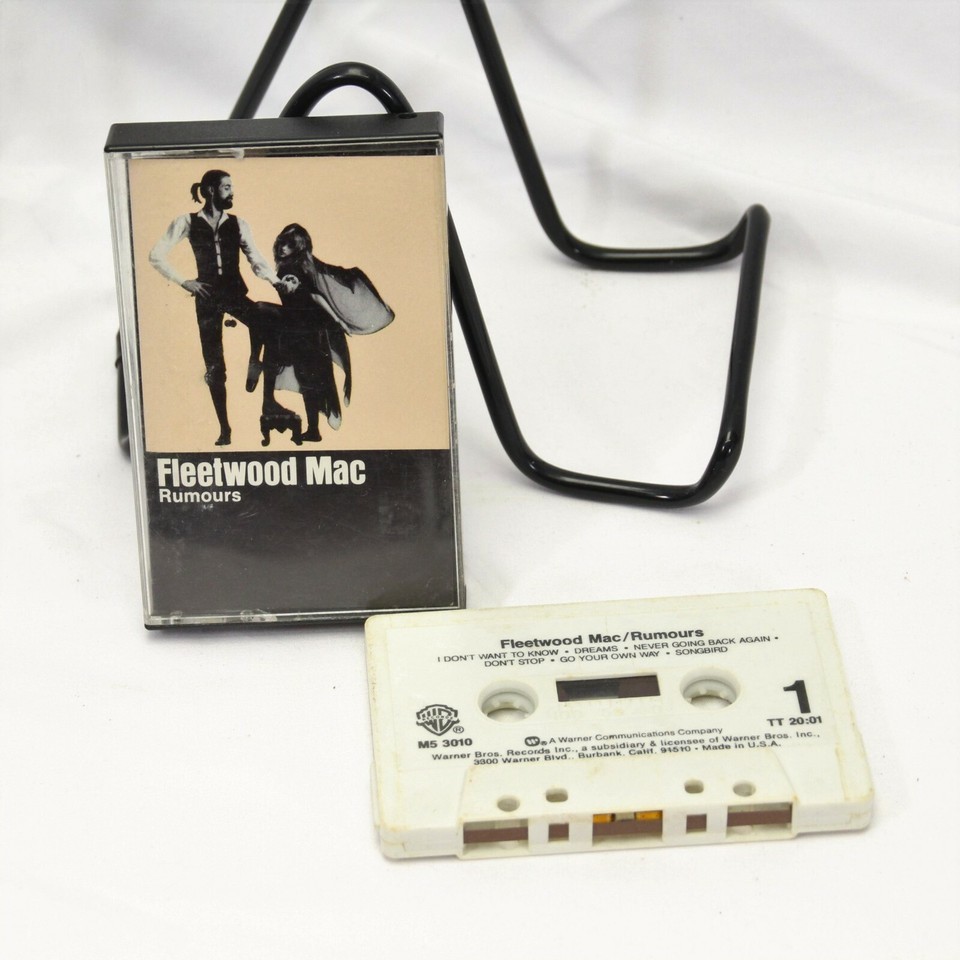 Fleetwood Mac
Rumours
Fleetwood Mac/Rumours
I DON'T WANT TO KNOW • DREAMS • NEVER GOING BACK AGAIN •
DON'T STOP • GO YOUR OWN WAY • SONGBIRD
1
TT 20:01
M5 3010
A Warner Communications Company
Warner Bros. Records Inc., a subsidiary & licensee of Warner Bros. Inc.,
3300 Warner Blvd., Burbank, Calif. 91510 • Made in U.S.A.